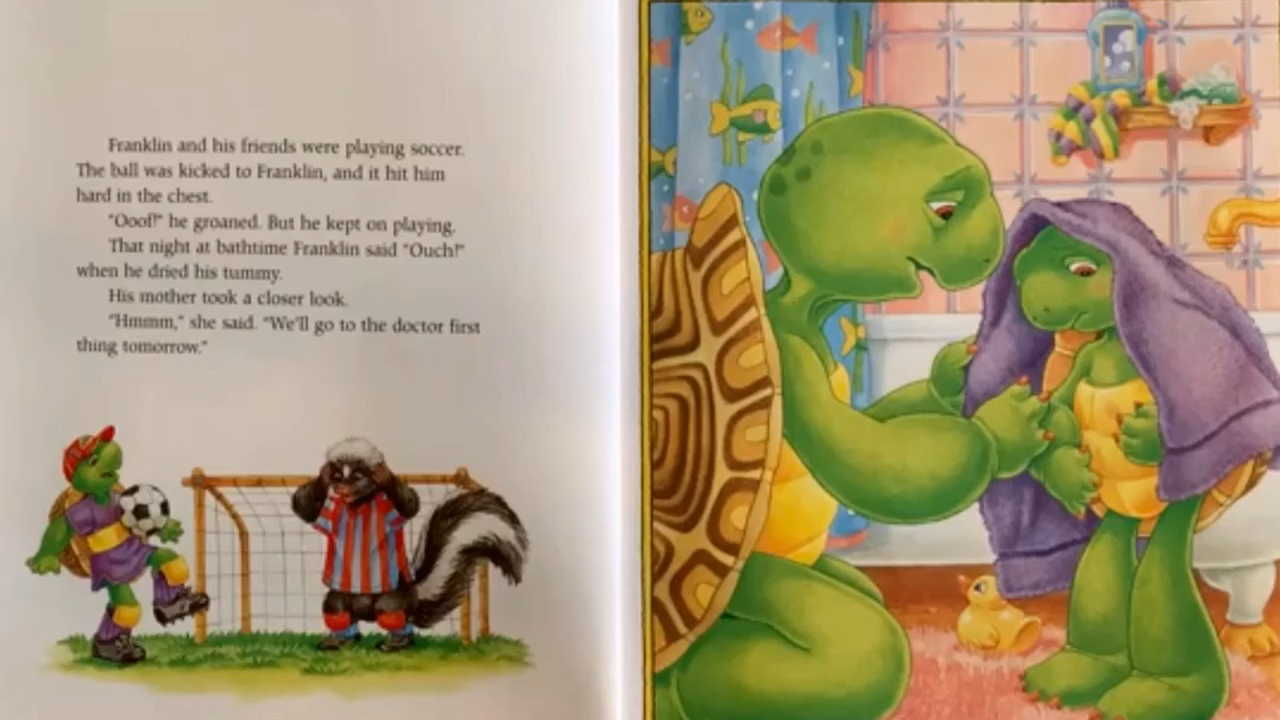 Franklin and his friends were playing soccer.
The ball was kicked to Franklin, and it hit him
hard in the chest.
"Ooof!" he groaned. But he kept on playing.
That night at bathtime Franklin said "Ouch!"
when he dried his tummy.
His mother took a closer look.
"Hmmm," she said. "We'll go to the doctor first
thing tomorrow."